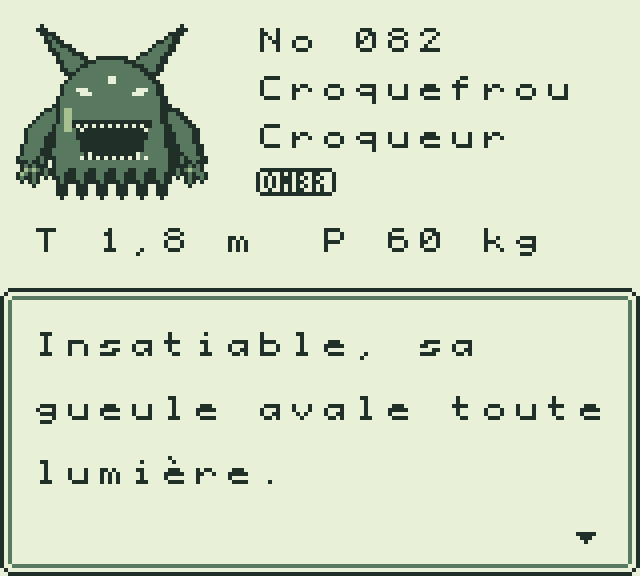 No 082
Croquefrou
Croqueur
OMBR
T 1,8 m P 60 kg
Insatiable, sa
gueule avale toute
lumière.